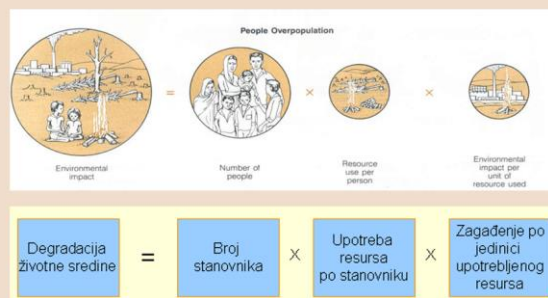 People Overpopulation
= × ×
Environmental
impact
Number of
people
Resource
use per
person
Environmental
impact per
unit of
resource used
Degradacija
životne sredine
=
Broj
stanovnika
X
Upotreba
resursa
po stanovniku
X
Zagađenje po
jedinici
upotrebljenog
resursa